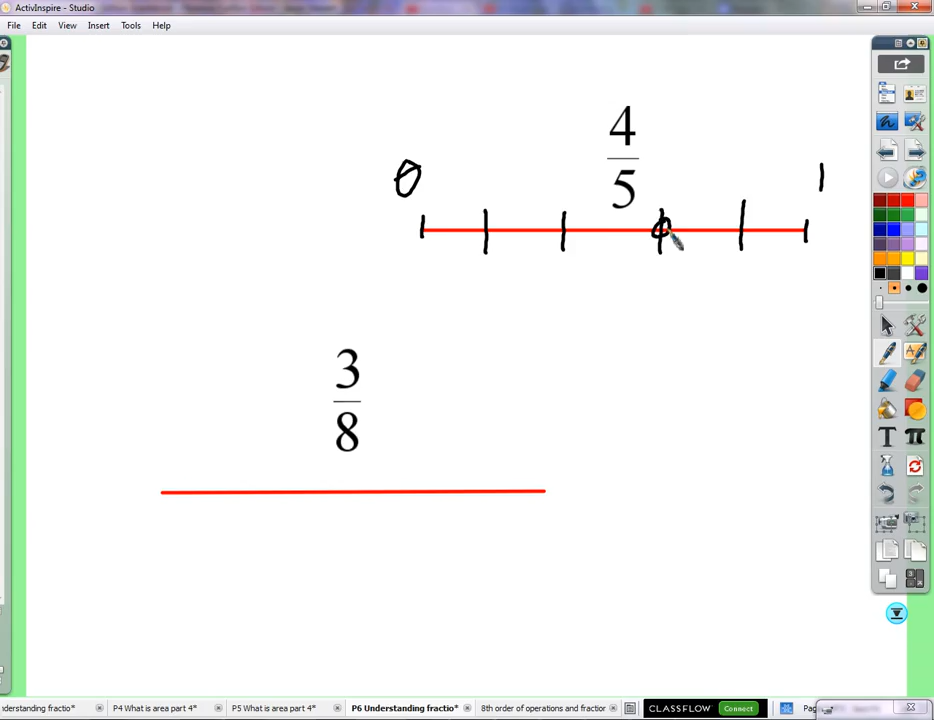 ActivInspire - Studio
File Edit View Insert Tools Help
4
5
0 1
3
8
T π
nderstanding fractio* P4 What is area part 4* P5 What is area part 4* P6 Understanding fractio* 8th order of operations and fractior CLASSFLOW Connect Pag